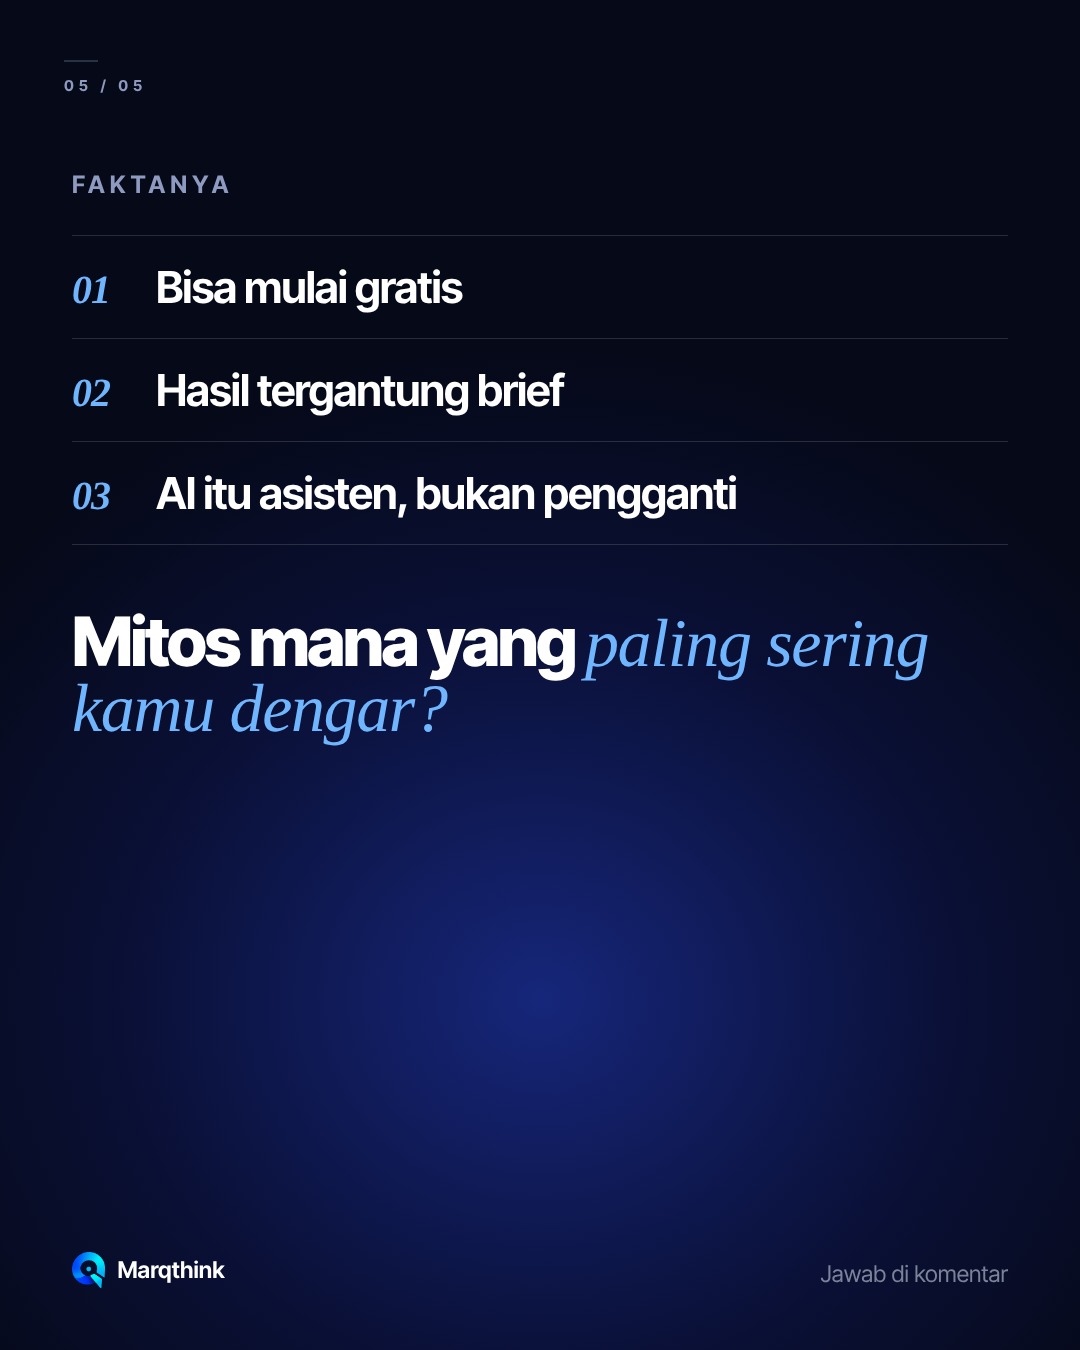 05 / 05
FAKTANYA
01 Bisa mulai gratis
02 Hasil tergantung brief
03 AI itu asisten, bukan pengganti
Mitos mana yang paling sering
kamu dengar?
Marqthink
Jawab di komentar